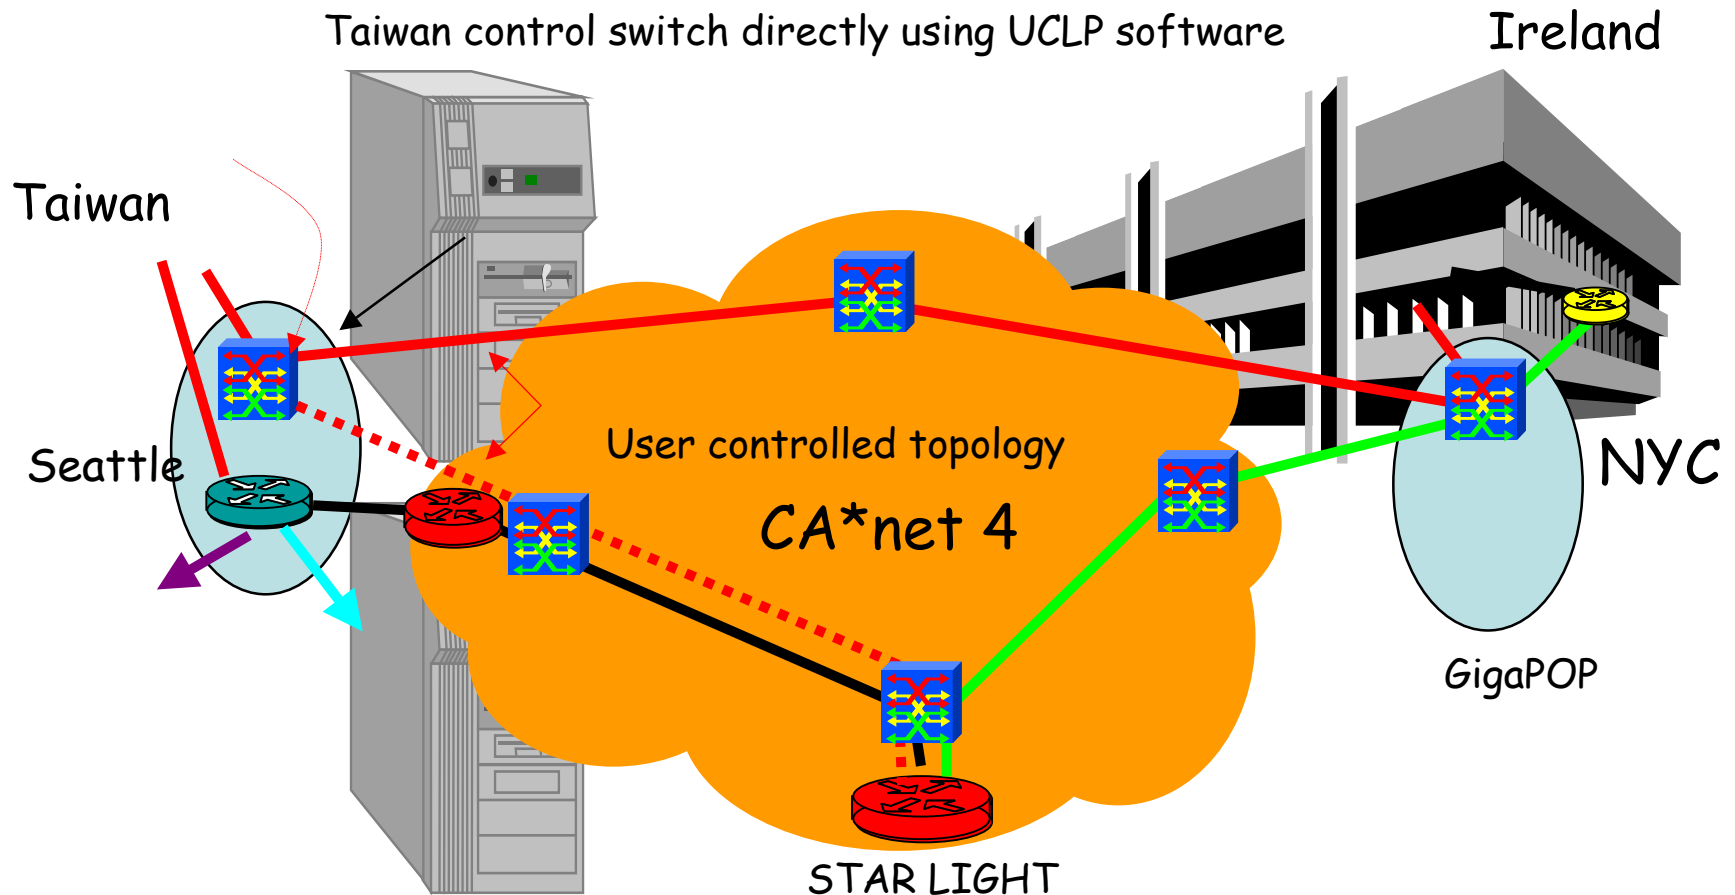 Taiwan control switch directly using UCLP software
Ireland
Taiwan
Seattle
User controlled topology
CA*net 4
NYC
GigaPOP
STAR LIGHT